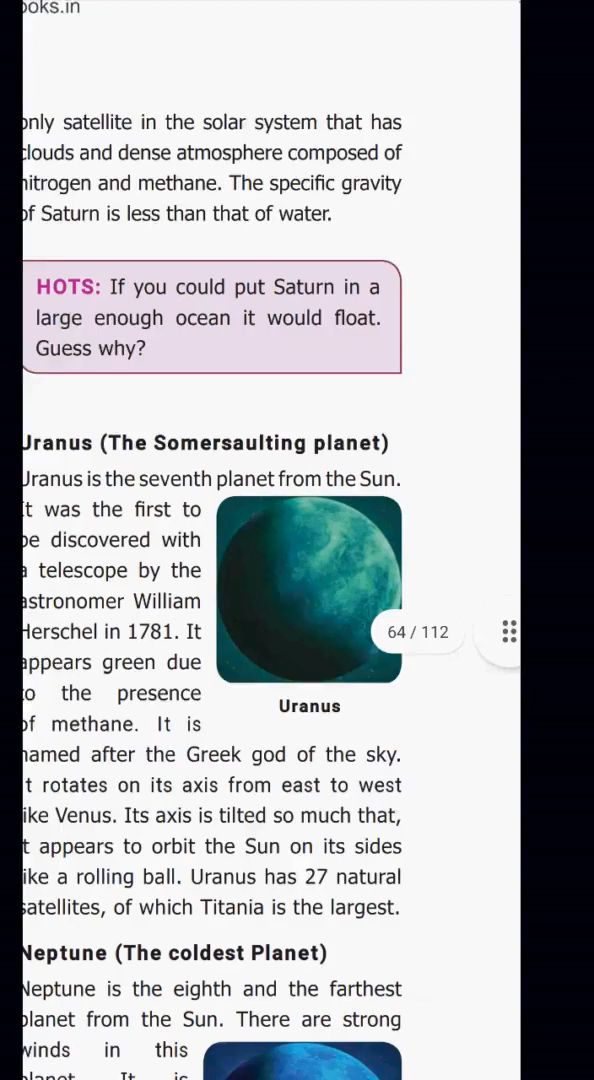 ooks.in
only satellite in the solar system that has
clouds and dense atmosphere composed of
nitrogen and methane. The specific gravity
of Saturn is less than that of water.
HOTS: If you could put Saturn in a
large enough ocean it would float.
Guess why?
Uranus (The Somersaulting planet)
Uranus is the seventh planet from the Sun.
It was the first to
be discovered with
a telescope by the
astronomer William
Herschel in 1781. It
appears green due
to the presence
of methane. It is
named after the Greek god of the sky.
It rotates on its axis from east to west
like Venus. Its axis is tilted so much that,
it appears to orbit the Sun on its sides
like a rolling ball. Uranus has 27 natural
satellites, of which Titania is the largest.
Uranus
64 / 112
Neptune (The coldest Planet)
Neptune is the eighth and the farthest
planet from the Sun. There are strong
winds in this
planet. It is